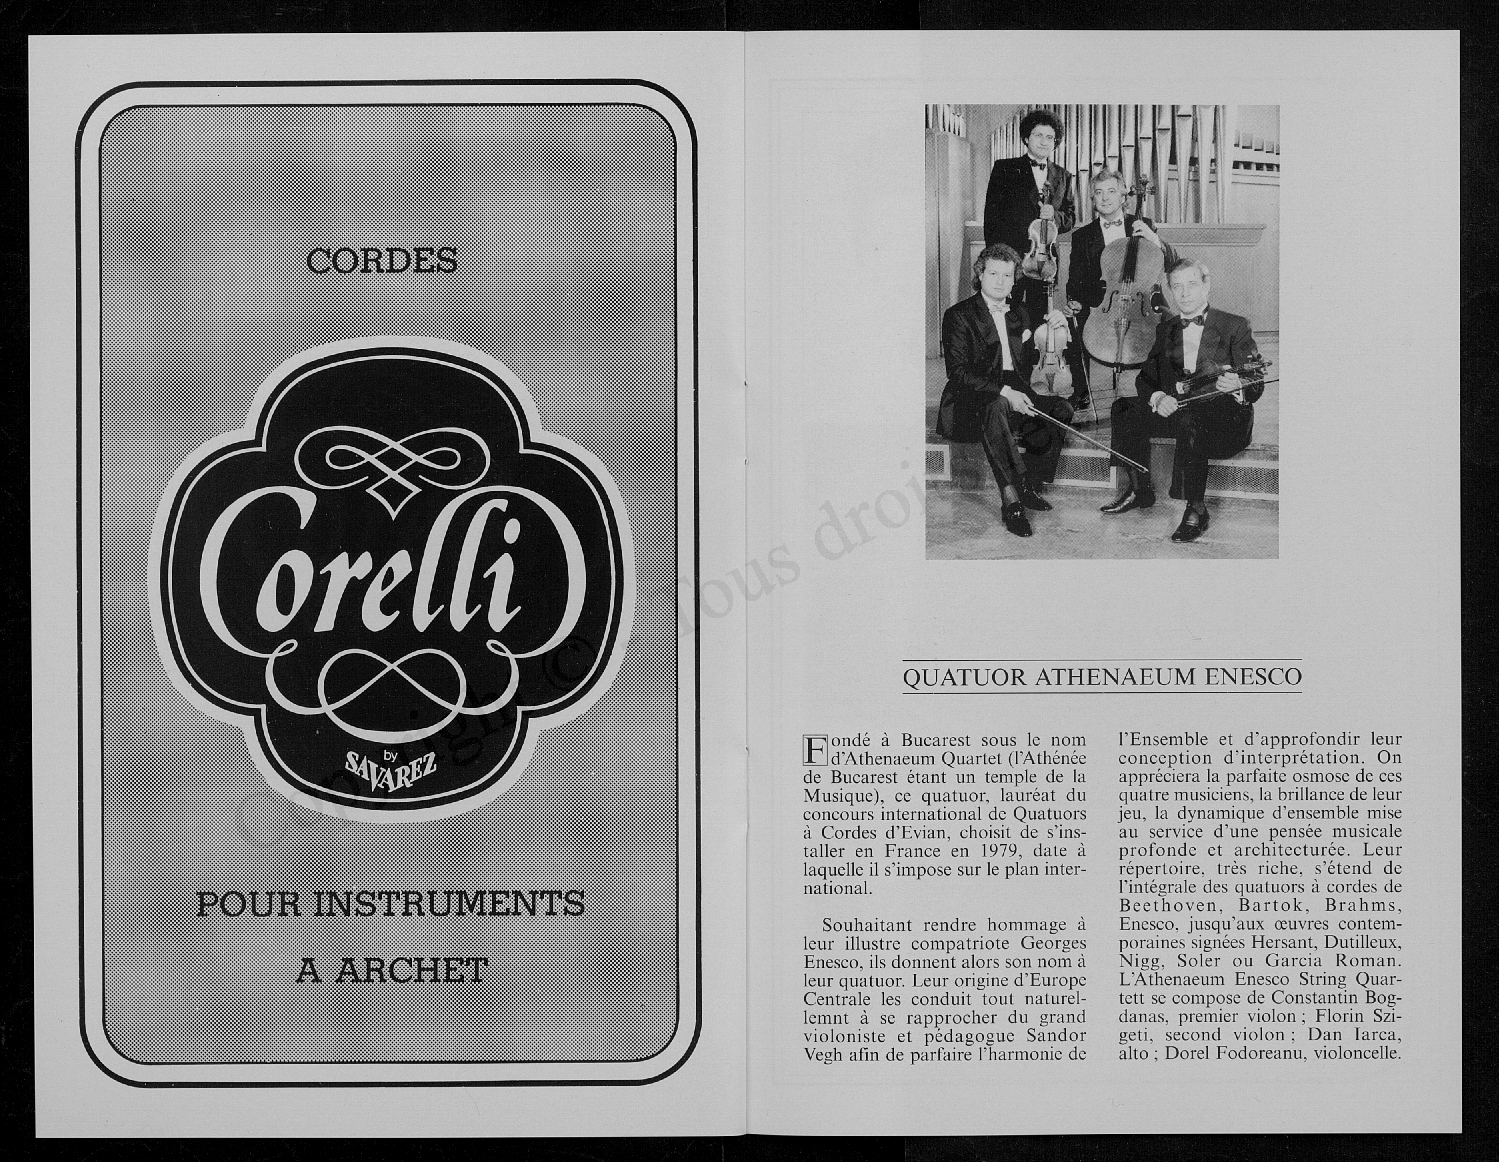 CORDES
Corelli
by
SAVAREZ
POUR INSTRUMENTS
A ARCHET
Copyright © Tous droits
QUATUOR ATHENAEUM ENESCO
Fondé à Bucarest sous le nom
d'Athenaeum Quartet (l'Athénée
de Bucarest étant un temple de la
Musique), ce quatuor, lauréat du
concours international de Quatuors
à Cordes d'Evian, choisit de s'ins-
taller en France en 1979, date à
laquelle il s'impose sur le plan inter-
national.
Souhaitant rendre hommage à
leur illustre compatriote Georges
Enesco, ils donnent alors son nom à
leur quatuor. Leur origine d'Europe
Centrale les conduit tout naturel-
lemnt à se rapprocher du grand
violoniste et pédagogue Sandor
Vegh afin de parfaire l'harmonie de
l'Ensemble et d'approfondir leur
conception d'interprétation. On
appréciera la parfaite osmose de ces
quatre musiciens, la brillance de leur
jeu, la dynamique d'ensemble mise
au service d'une pensée musicale
profonde et architecturée. Leur
répertoire, très riche, s'étend de
l'intégrale des quatuors à cordes de
Beethoven, Bartok, Brahms,
Enesco, jusqu'aux œuvres contem-
poraines signées Hersant, Dutilleux,
Nigg, Soler ou Garcia Roman.
L'Athenaeum Enesco String Quar-
tett se compose de Constantin Bog-
danas, premier violon ; Florin Szi-
geti, second violon ; Dan Iarca,
alto ; Dorel Fodoreanu, violoncelle.